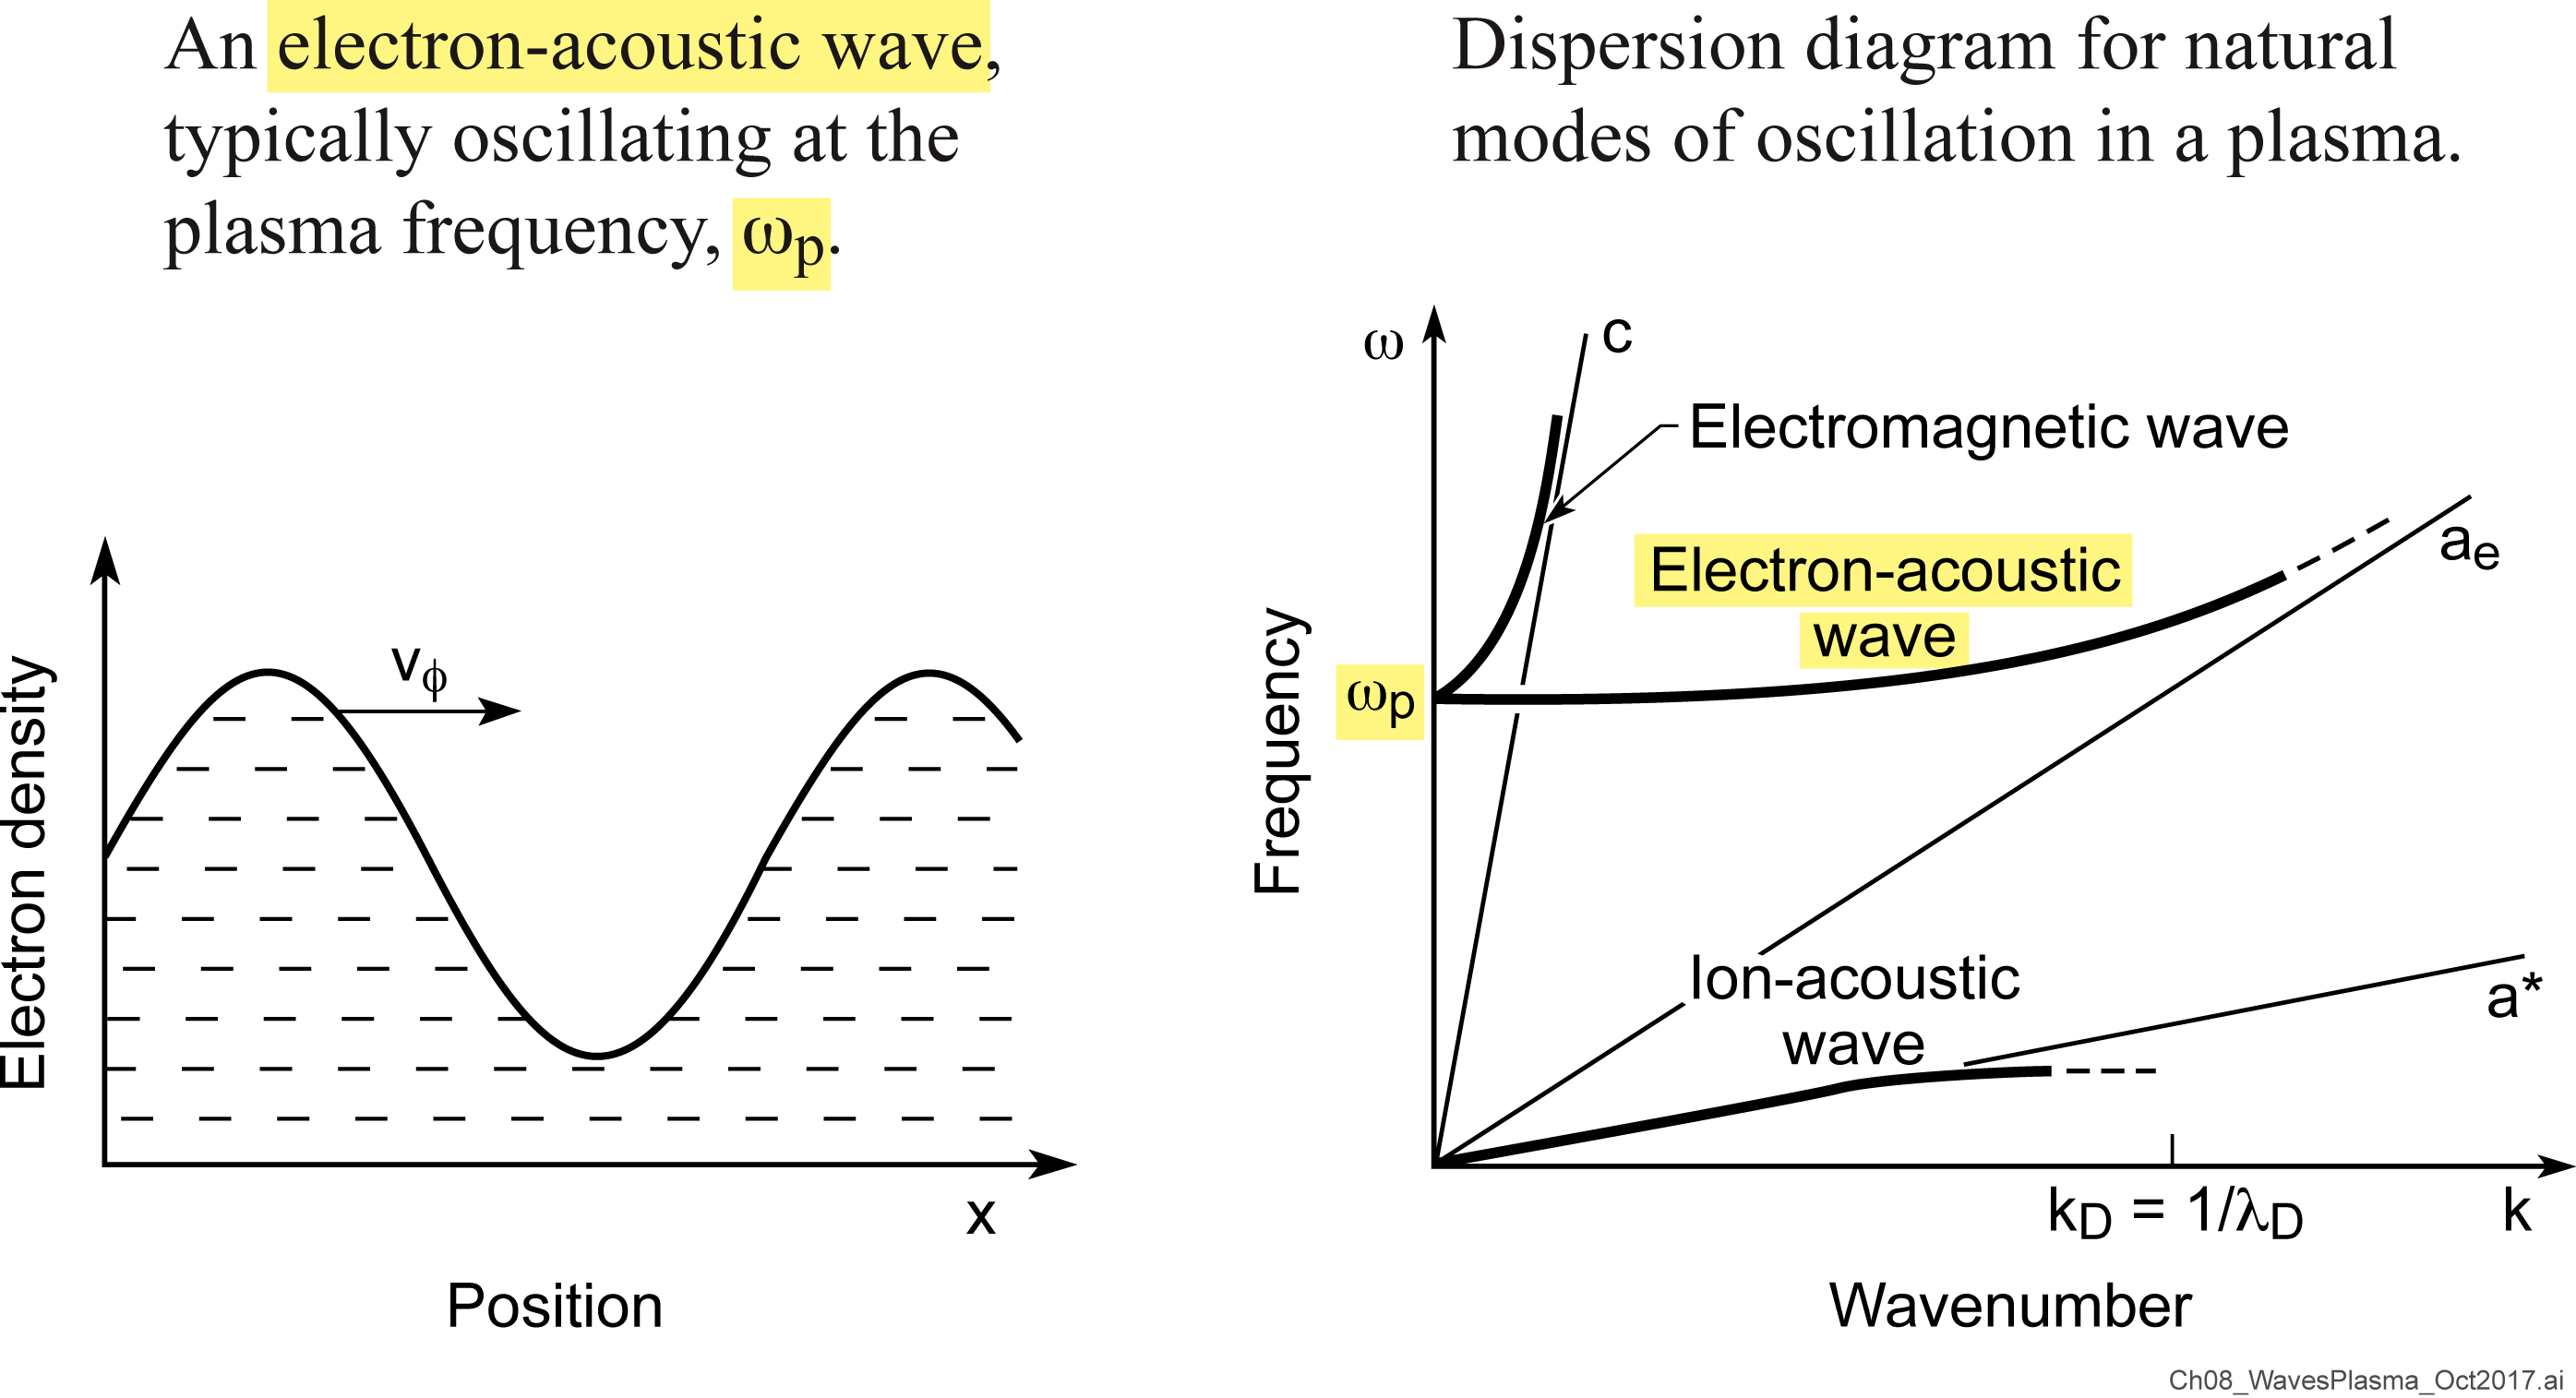 An electron-acoustic wave,
typically oscillating at the
plasma frequency, ωp.
Electron density
vϕ
x
Position
Dispersion diagram for natural
modes of oscillation in a plasma.
ω
c
Electromagnetic wave
Electron-acoustic
wave
ae
ωp
Frequency
Ion-acoustic
wave
a*
kD = 1/λD
k
Wavenumber
Ch08_WavesPlasma_Oct2017.ai